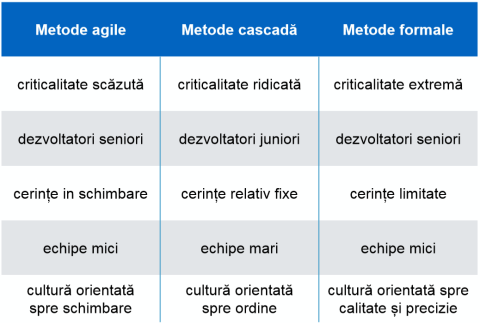 Metode agile Metode cascadă Metode formale
criticalitate scăzută criticalitate ridicată criticalitate extremă
dezvoltatori seniori dezvoltatori juniori dezvoltatori seniori
cerințe in schimbare cerințe relativ fixe cerințe limitate
echipe mici echipe mari echipe mici
cultură orientată cultură orientată cultură orientată spre
spre schimbare spre ordine calitate și precizie